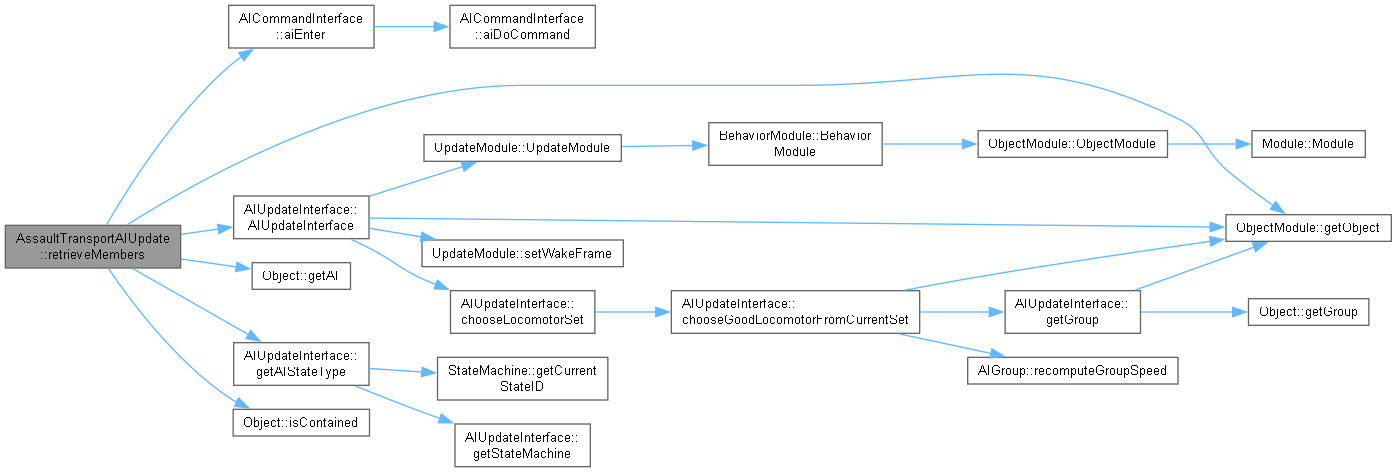 AICommandInterface
::aiEnter
AICommandInterface
::aiDoCommand
UpdateModule::UpdateModule
BehaviorModule::Behavior
Module
ObjectModule::ObjectModule
Module::Module
AssaultTransportAIUpdate
::retrieveMembers
AIUpdateInterface::
AIUpdateInterface
ObjectModule::getObject
UpdateModule::setWakeFrame
Object::getAI
AIUpdateInterface::
chooseLocomotorSet
AIUpdateInterface::
chooseGoodLocomotorFromCurrentSet
AIUpdateInterface::
getGroup
Object::getGroup
AIUpdateInterface::
getAIStateType
StateMachine::getCurrent
StateID
AIGroup::recomputeGroupSpeed
Object::isContained
AIUpdateInterface::
getStateMachine